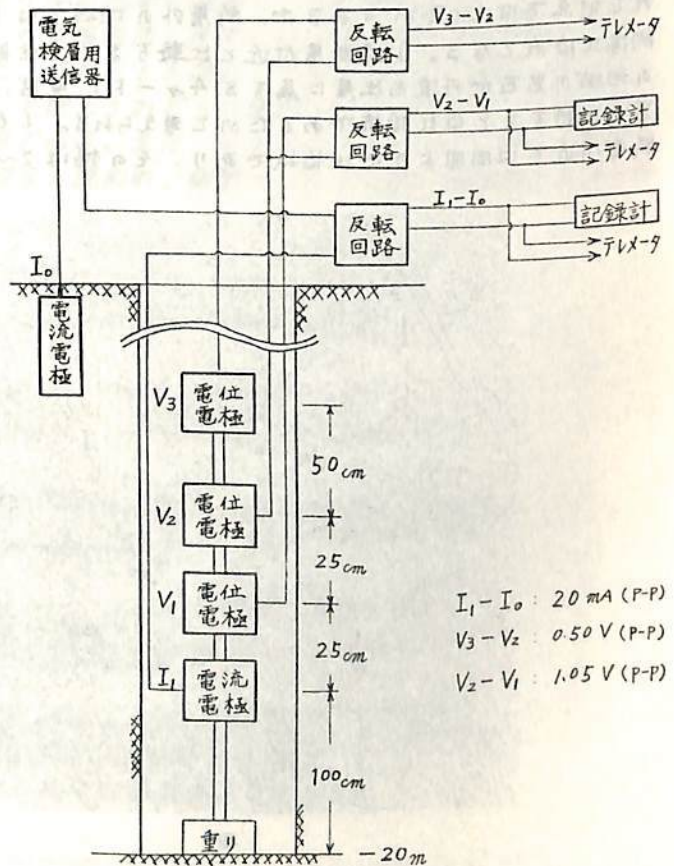 電気
検層用
送信器
反転
回路
V₃-V₂
テレメータ
反転
回路
V₂-V₁
記録計
テレメータ
反転
回路
I₁-I₀
記録計
テレメータ
I₀
電流電極
V₃
電位
電極
50cm
V₂
電位
電極
25cm
V₁
電位
電極
25cm
I₁
電流
電極
100cm
重り
-20m
I₁-I₀ : 20 mA (P-P)
V₃-V₂ : 0.50 V (P-P)
V₂-V₁ : 1.05 V (P-P)